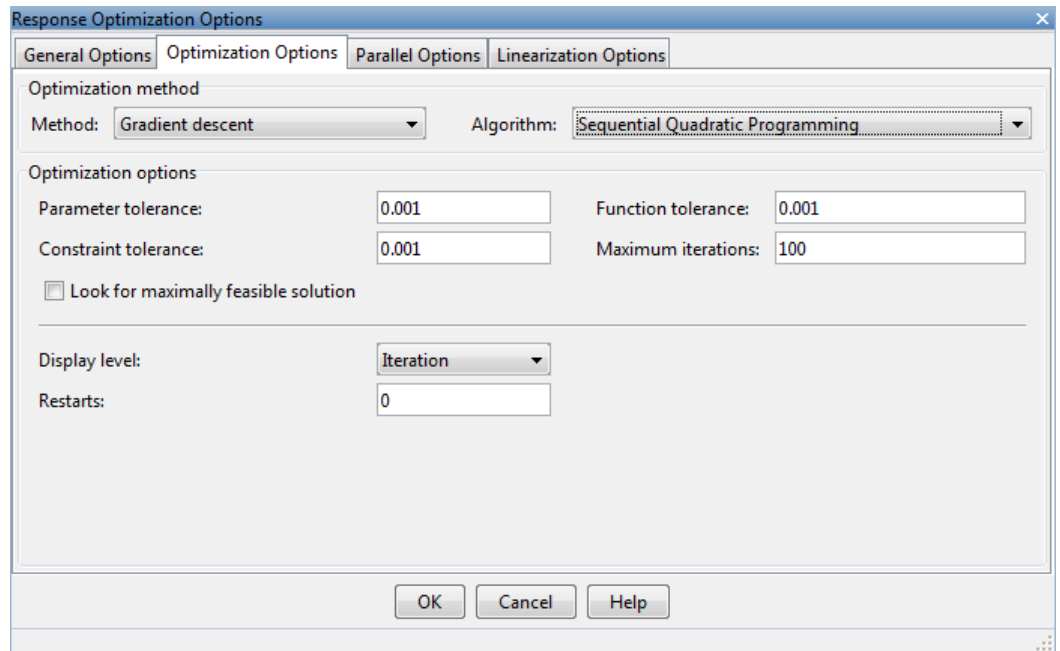 Response Optimization Options
General Options Optimization Options Parallel Options Linearization Options
Optimization method
Method: Gradient descent Algorithm: Sequential Quadratic Programming
Optimization options
Parameter tolerance: 0.001 Function tolerance: 0.001
Constraint tolerance: 0.001 Maximum iterations: 100
Look for maximally feasible solution
Display level: Iteration
Restarts: 0
OK Cancel Help